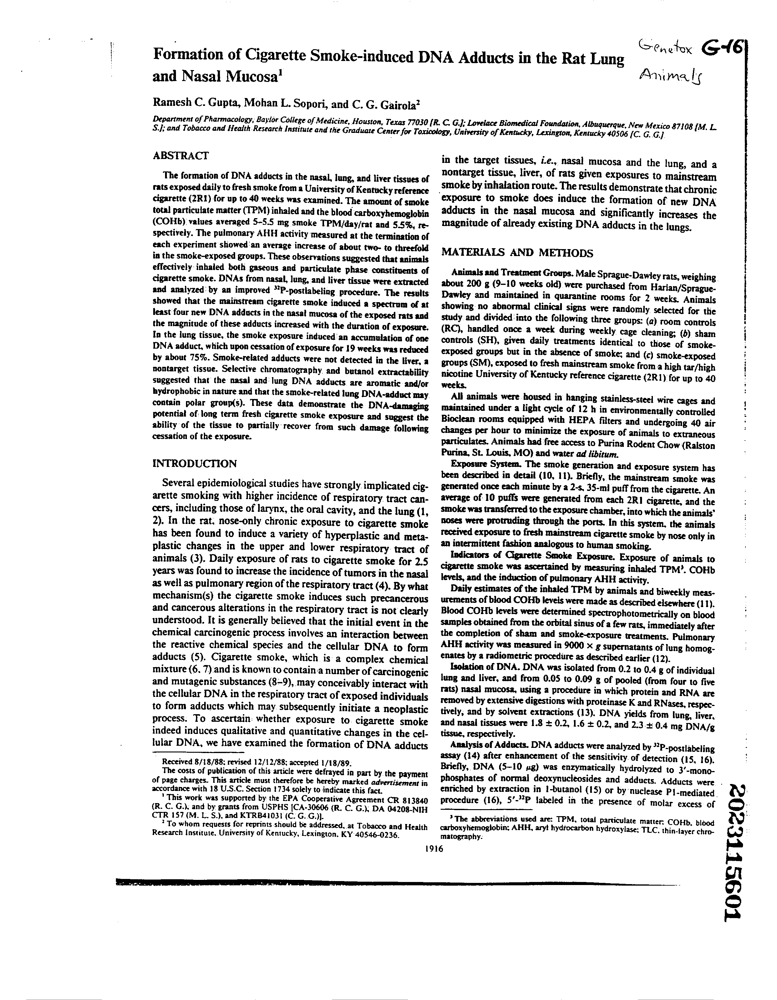 Genetox G-16
Animals
Formation of Cigarette Smoke-induced DNA Adducts in the Rat Lung
and Nasal Mucosa¹
Ramesh C. Gupta, Mohan L. Sopori, and C. G. Gairola²
Department of Pharmacology, Baylor College of Medicine, Houston, Texas 77030 [R. C. G.]; Lovelace Biomedical Foundation, Albuquerque, New Mexico 87108 [M. L.
S.]; and Tobacco and Health Research Institute and the Graduate Center for Toxicology, University of Kentucky, Lexington, Kentucky 40506 [C. G. G.]
ABSTRACT
The formation of DNA adducts in the nasal, lung, and liver tissues of
rats exposed daily to fresh smoke from a University of Kentucky reference
cigarette (2R1) for up to 40 weeks was examined. The amount of smoke
total particulate matter (TPM) inhaled and the blood carboxyhemoglobin
(COHb) values averaged 5–5.5 mg smoke TPM/day/rat and 5.5%, re-
spectively. The pulmonary AHH activity measured at the termination of
each experiment showed an average increase of about two- to threefold
in the smoke-exposed groups. These observations suggested that animals
effectively inhaled both gaseous and particulate phase constituents of
cigarette smoke. DNAs from nasal, lung, and liver tissue were extracted
and analyzed by an improved ³²P-postlabeling procedure. The results
showed that the mainstream cigarette smoke induced a spectrum of at
least four new DNA adducts in the nasal mucosa of the exposed rats and
the magnitude of these adducts increased with the duration of exposure.
In the lung tissue, the smoke exposure induced an accumulation of one
DNA adduct, which upon cessation of exposure for 19 weeks was reduced
by about 75%. Smoke-related adducts were not detected in the liver, a
nontarget tissue. Selective chromatography and butanol extractability
suggested that the nasal and lung DNA adducts are aromatic and/or
hydrophobic in nature and that the smoke-related lung DNA-adduct may
contain polar group(s). These data demonstrate the DNA-damaging
potential of long term fresh cigarette smoke exposure and suggest the
ability of the tissue to partially recover from such damage following
cessation of the exposure.
INTRODUCTION
Several epidemiological studies have strongly implicated cig-
arette smoking with higher incidence of respiratory tract can-
cers, including those of larynx, the oral cavity, and the lung (1,
2). In the rat, nose-only chronic exposure to cigarette smoke
has been found to induce a variety of hyperplastic and meta-
plastic changes in the upper and lower respiratory tract of
animals (3). Daily exposure of rats to cigarette smoke for 2.5
years was found to increase the incidence of tumors in the nasal
as well as pulmonary region of the respiratory tract (4). By what
mechanism(s) the cigarette smoke induces such precancerous
and cancerous alterations in the respiratory tract is not clearly
understood. It is generally believed that the initial event in the
chemical carcinogenic process involves an interaction between
the reactive chemical species and the cellular DNA to form
adducts (5). Cigarette smoke, which is a complex chemical
mixture (6, 7) and is known to contain a number of carcinogenic
and mutagenic substances (8–9), may conceivably interact with
the cellular DNA in the respiratory tract of exposed individuals
to form adducts which may subsequently initiate a neoplastic
process. To ascertain whether exposure to cigarette smoke
indeed induces qualitative and quantitative changes in the cel-
lular DNA, we have examined the formation of DNA adducts
Received 8/18/88; revised 12/12/88; accepted 1/18/89.
The costs of publication of this article were defrayed in part by the payment
of page charges. This article must therefore be hereby marked advertisement in
accordance with 18 U.S.C. Section 1734 solely to indicate this fact.
¹ This work was supported by the EPA Cooperative Agreement CR 813840
(R. C. G.), and by grants from USPHS [CA-30606 (R. C. G.), DA 04208-NIH
CTR 157 (M. L. S.), and KTRB41031 (C. G. G.)].
² To whom requests for reprints should be addressed, at Tobacco and Health
Research Institute, University of Kentucky, Lexington, KY 40546-0236.
in the target tissues, i.e., nasal mucosa and the lung, and a
nontarget tissue, liver, of rats given exposures to mainstream
smoke by inhalation route. The results demonstrate that chronic
exposure to smoke does induce the formation of new DNA
adducts in the nasal mucosa and significantly increases the
magnitude of already existing DNA adducts in the lungs.
MATERIALS AND METHODS
Animals and Treatment Groups. Male Sprague-Dawley rats, weighing
about 200 g (9–10 weeks old) were purchased from Harlan/Sprague-
Dawley and maintained in quarantine rooms for 2 weeks. Animals
showing no abnormal clinical signs were randomly selected for the
study and divided into the following three groups: (a) room controls
(RC), handled once a week during weekly cage cleaning; (b) sham
controls (SH), given daily treatments identical to those of smoke-
exposed groups but in the absence of smoke; and (c) smoke-exposed
groups (SM), exposed to fresh mainstream smoke from a high tar/high
nicotine University of Kentucky reference cigarette (2R1) for up to 40
weeks.
All animals were housed in hanging stainless-steel wire cages and
maintained under a light cycle of 12 h in environmentally controlled
Bioclean rooms equipped with HEPA filters and undergoing 40 air
changes per hour to minimize the exposure of animals to extraneous
particulates. Animals had free access to Purina Rodent Chow (Ralston
Purina, St. Louis, MO) and water ad libitum.
Exposure System. The smoke generation and exposure system has
been described in detail (10, 11). Briefly, the mainstream smoke was
generated once each minute by a 2-s, 35-ml puff from the cigarette. An
average of 10 puffs were generated from each 2R1 cigarette, and the
smoke was transferred to the exposure chamber, into which the animals'
noses were protruding through the ports. In this system, the animals
received exposure to fresh mainstream cigarette smoke by nose only in
an intermittent fashion analogous to human smoking.
Indicators of Cigarette Smoke Exposure. Exposure of animals to
cigarette smoke was ascertained by measuring inhaled TPM³, COHb
levels, and the induction of pulmonary AHH activity.
Daily estimates of the inhaled TPM by animals and biweekly meas-
urements of blood COHb levels were made as described elsewhere (11).
Blood COHb levels were determined spectrophotometrically on blood
samples obtained from the orbital sinus of a few rats, immediately after
the completion of sham and smoke-exposure treatments. Pulmonary
AHH activity was measured in 9000 × g supernatants of lung homog-
enates by a radiometric procedure as described earlier (12).
Isolation of DNA. DNA was isolated from 0.2 to 0.4 g of individual
lung and liver, and from 0.05 to 0.09 g of pooled (from four to five
rats) nasal mucosa, using a procedure in which protein and RNA are
removed by extensive digestions with proteinase K and RNases, respec-
tively, and by solvent extractions (13). DNA yields from lung, liver,
and nasal tissues were 1.8 ± 0.2, 1.6 ± 0.2, and 2.3 ± 0.4 mg DNA/g
tissue, respectively.
Analysis of Adducts. DNA adducts were analyzed by ³²P-postlabeling
assay (14) after enhancement of the sensitivity of detection (15, 16).
Briefly, DNA (5–10 μg) was enzymatically hydrolyzed to 3'-mono-
phosphates of normal deoxynucleosides and adducts. Adducts were
enriched by extraction in 1-butanol (15) or by nuclease P1-mediated
procedure (16), 5'-³²P labeled in the presence of molar excess of
³ The abbreviations used are: TPM, total particulate matter; COHb, blood
carboxyhemoglobin; AHH, aryl hydrocarbon hydroxylase; TLC, thin-layer chro-
matography.
1916
2023115601